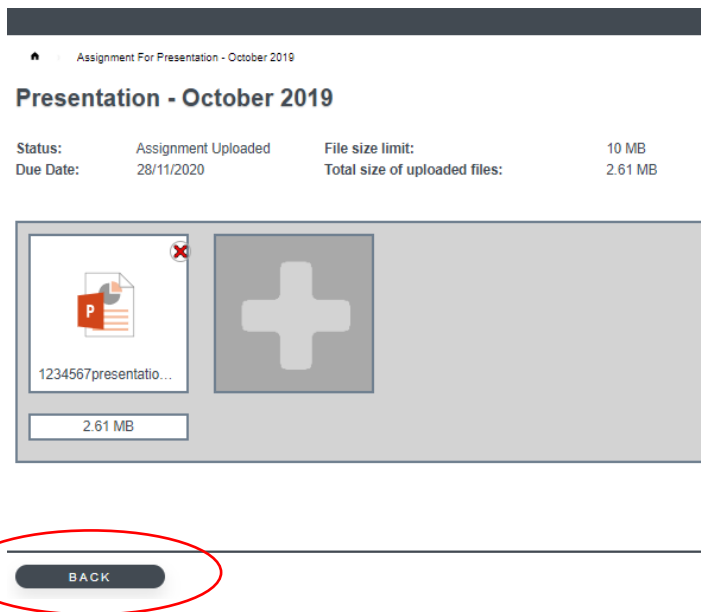 Assignment For Presentation - October 2019
Presentation - October 2019
Status: Assignment Uploaded File size limit: 10 MB
Due Date: 28/11/2020 Total size of uploaded files: 2.61 MB
P
1234567presentatio...
2.61 MB
BACK